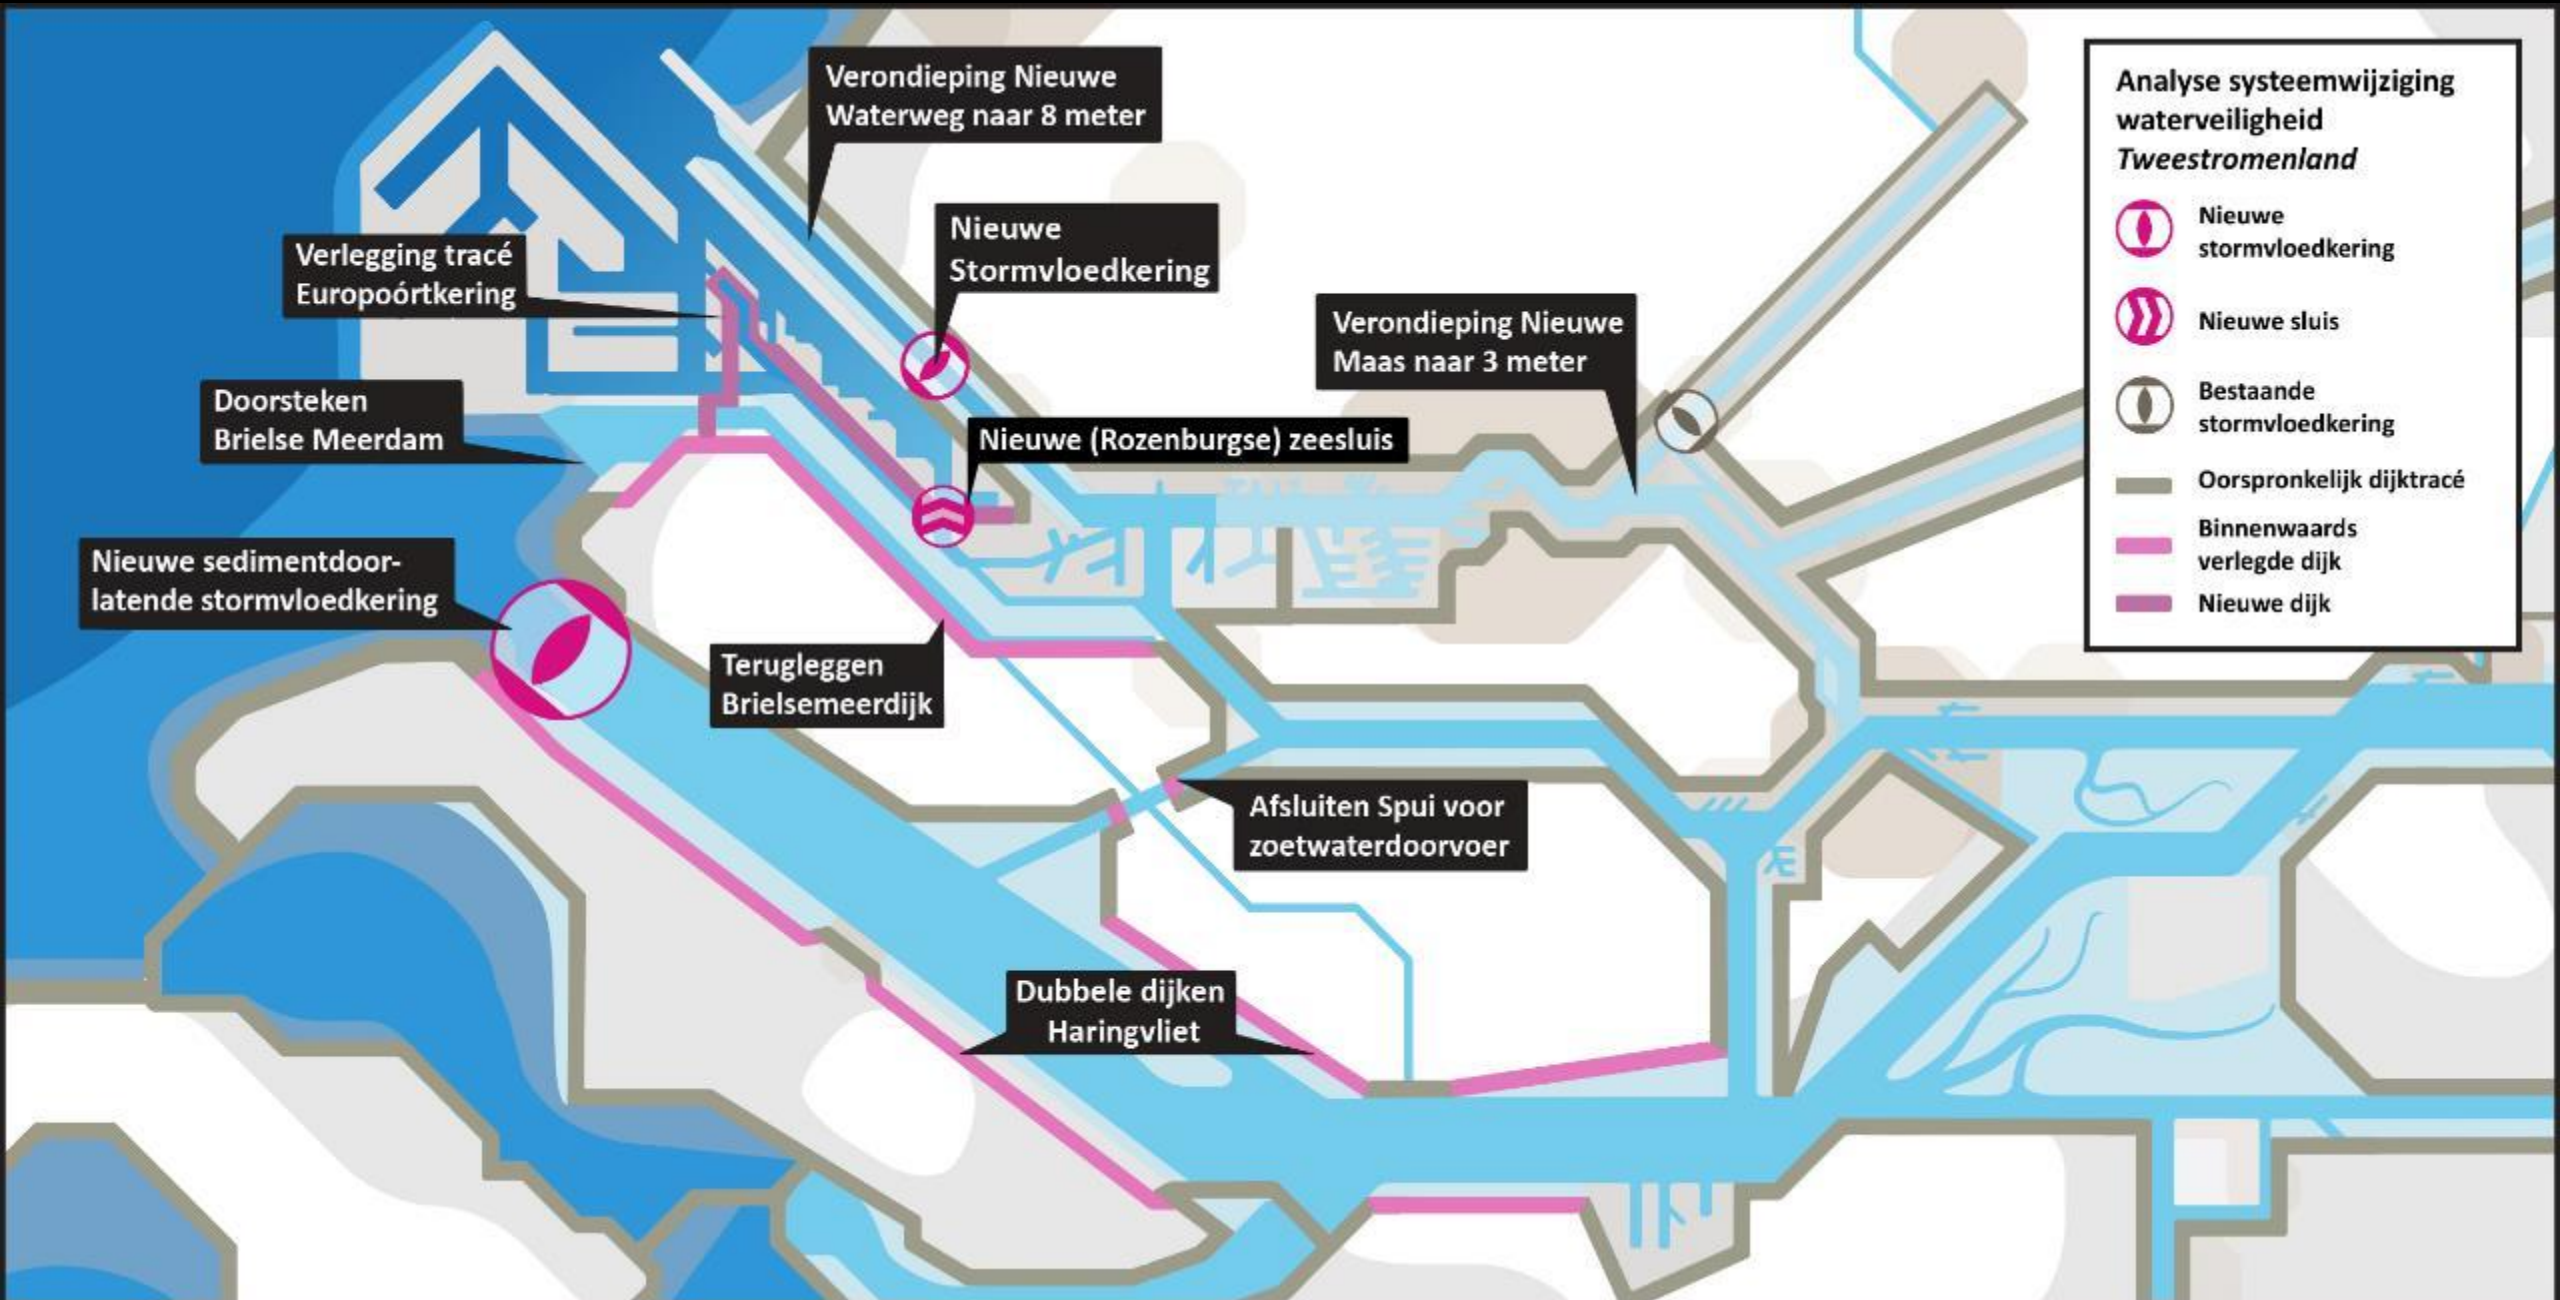 Verondieping Nieuwe
Waterweg naar 8 meter
Nieuwe
Stormvloedkering
Verlegging tracé
Europoórtkering
Verondieping Nieuwe
Maas naar 3 meter
Doorsteken
Brielse Meerdam
Nieuwe (Rozenburgse) zeesluis
Nieuwe sedimentdoor-
latende stormvloedkering
Terugleggen
Brielsemeerdijk
Afsluiten Spui voor
zoetwaterdoorvoer
Dubbele dijken
Haringvliet
Analyse systeemwijziging
waterveiligheid
Tweestromenland
Nieuwe
stormvloedkering
Nieuwe sluis
Bestaande
stormvloedkering
Oorspronkelijk dijktracé
Binnenwaards
verlegde dijk
Nieuwe dijk